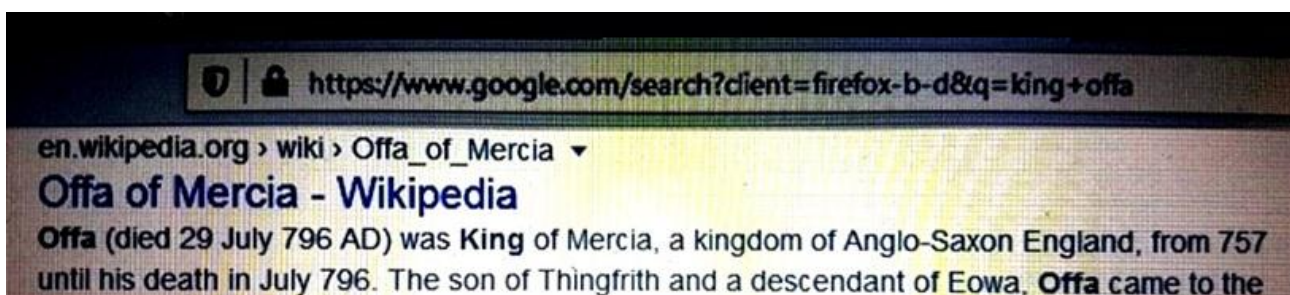 https://www.google.com/search?client=firefox-b-d&q=king+offa
en.wikipedia.org › wiki › Offa_of_Mercia
Offa of Mercia - Wikipedia
Offa (died 29 July 796 AD) was King of Mercia, a kingdom of Anglo-Saxon England, from 757
until his death in July 796. The son of Thingfrith and a descendant of Eowa, Offa came to the